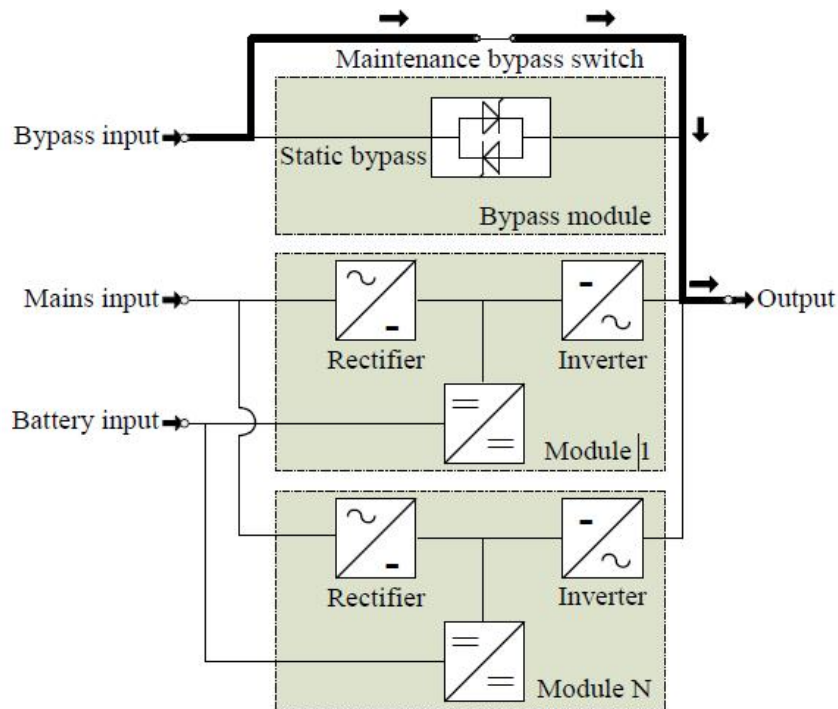 Maintenance bypass switch
Bypass input
Static bypass
Bypass module
Mains input
Output
Rectifier
Inverter
Battery input
Module 1
Rectifier
Inverter
Module N